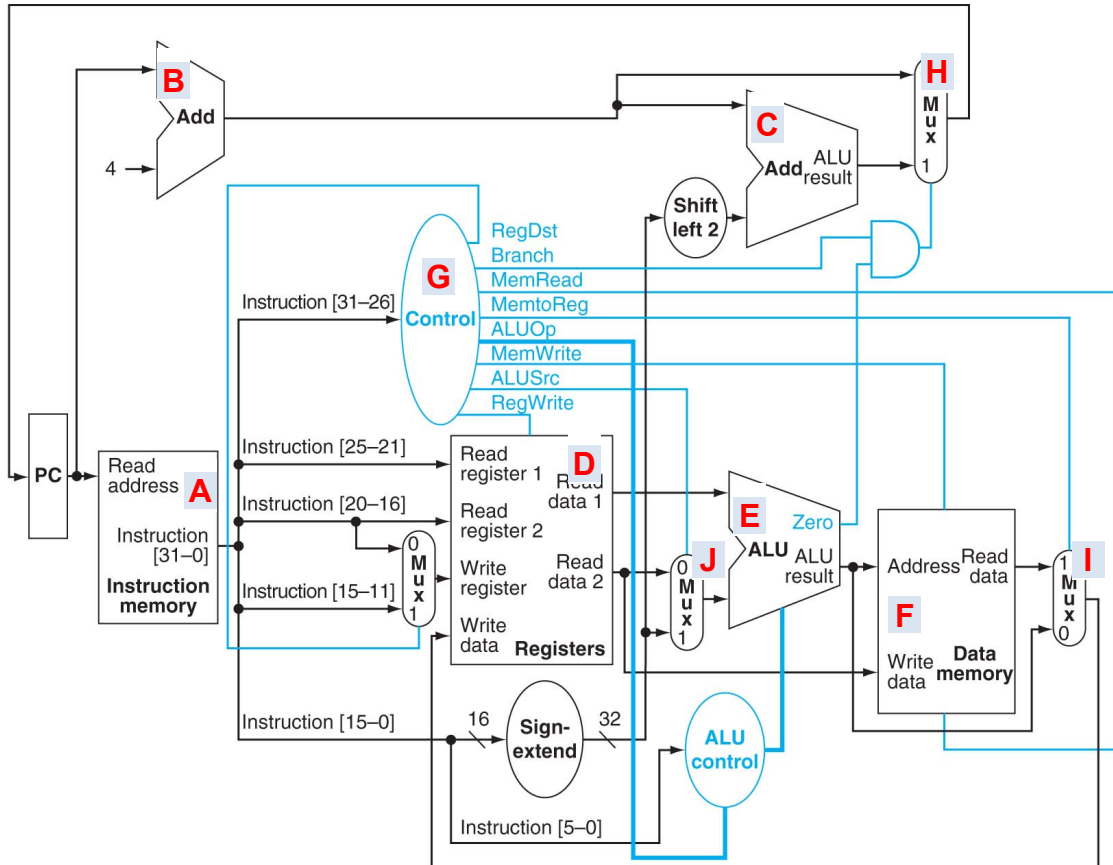 B
Add
4
C
Add
ALU
result
H
M
u
x
1
Shift
left 2
RegDst
Branch
MemRead
MemtoReg
ALUOp
MemWrite
ALUSrc
RegWrite
G
Control
Instruction [31–26]
PC
Read
address
A
Instruction
[31–0]
Instruction
memory
Instruction [25–21]
Instruction [20–16]
Instruction [15–11]
0
M
u
x
1
Read
register 1
Read
register 2
Write
register
Write
data
D
Read
data 1
Read
data 2
Registers
J
0
M
u
x
1
E
ALU
Zero
ALU
result
Address
Read
data
F
Write
data
Data
memory
I
1
M
u
x
0
Instruction [15–0]
16
Sign-
extend
32
ALU
control
Instruction [5–0]